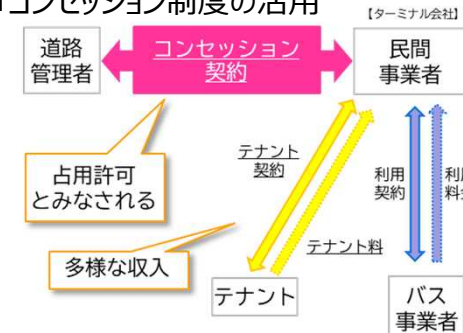 コンセッション制度の活用
【ターミナル会社】
道路
管理者
コンセッション
契約
民間
事業者
占用許可
とみなされる
テナント
契約
利用
契約
多様な収入
テナント料
テナント
バス
事業者